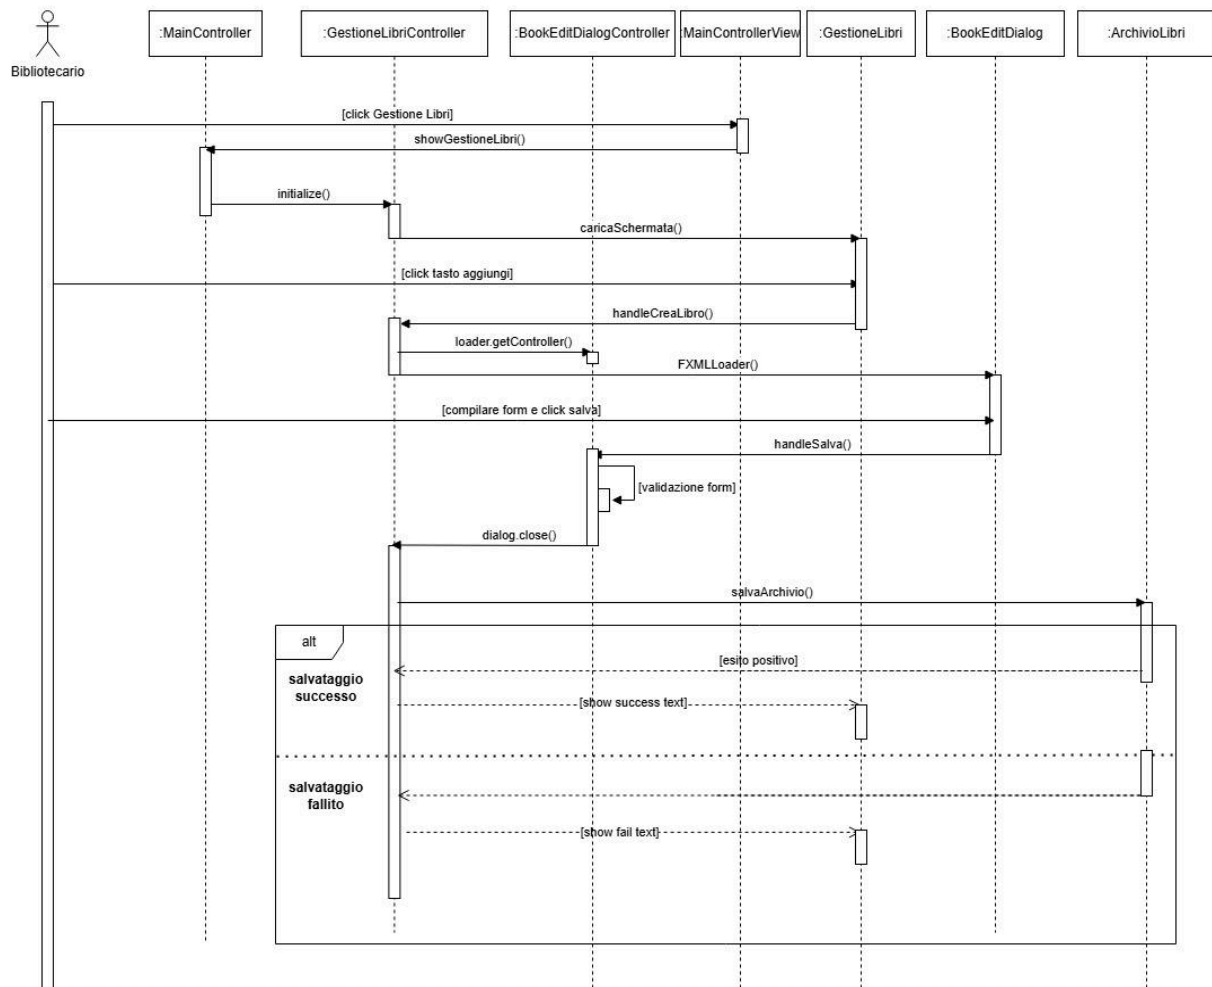 :MainController
:GestioneLibriController
:BookEditDialogController
:MainControllerView
:GestioneLibri
:BookEditDialog
:ArchivioLibri
Bibliotecario
[click Gestione Libri]
showGestioneLibri()
initialize()
caricaSchermata()
[click tasto aggiungi]
handleCreaLibro()
loader.getController()
FXMLLoader()
[compilare form e click salva]
handleSalva()
[validazione form]
dialog.close()
salvaArchivio()
alt
[esito positivo]
salvataggio
successo
[show success text]
salvataggio
fallito
[show fail text]